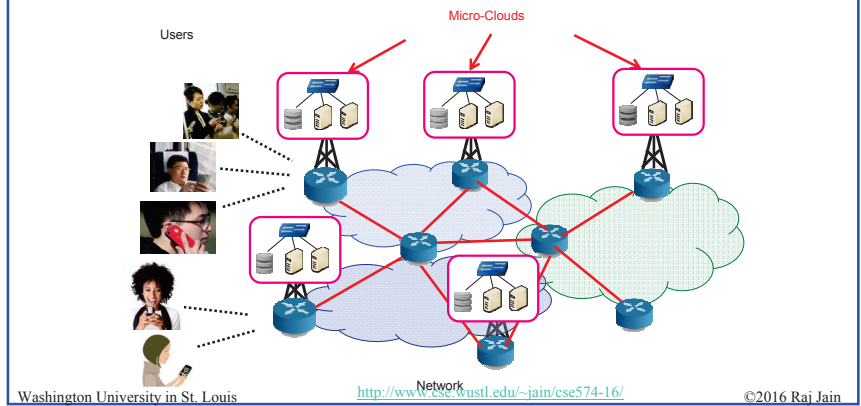 Micro-Clouds
Users
Network
Washington University in St. Louis
http://www.cse.wustl.edu/~jain/cse574-16/
©2016 Raj Jain